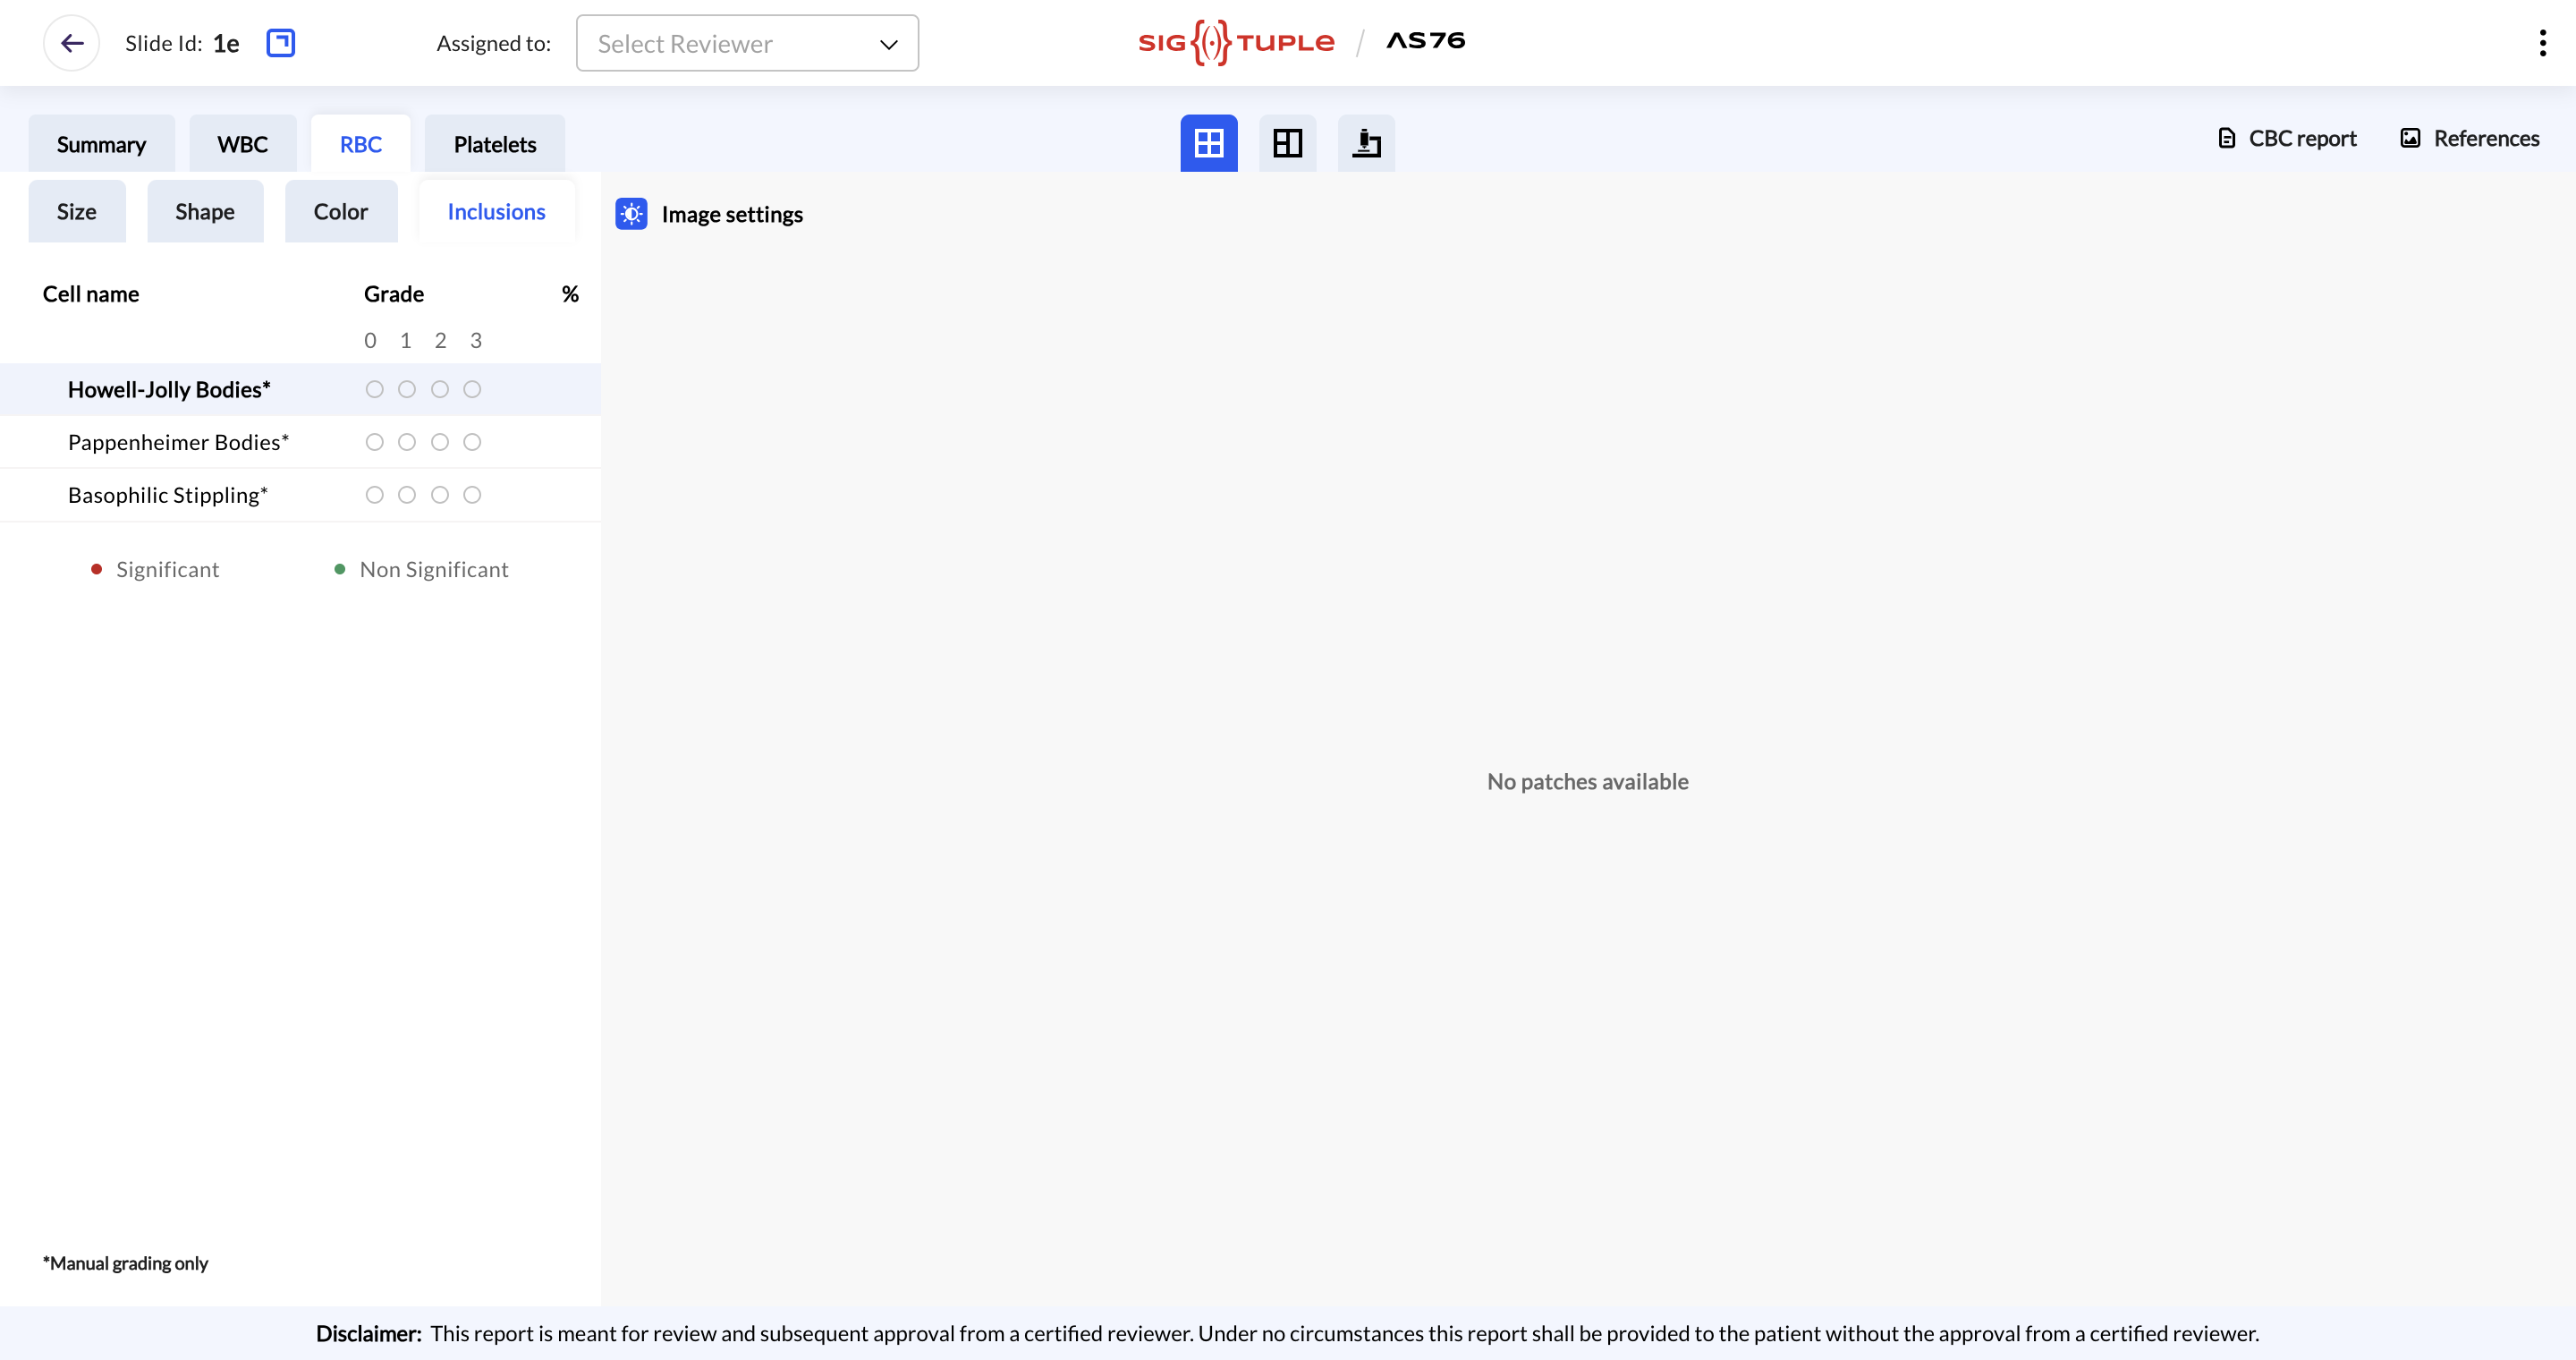 Slide Id: 1e
Assigned to:
Select Reviewer
SIG{(·)}TUPLE / AS76
Summary
WBC
RBC
Platelets
CBC report
References
Size
Shape
Color
Inclusions
Image settings
Cell name
Grade
%
0 1 2 3
Howell-Jolly Bodies*
Pappenheimer Bodies*
Basophilic Stippling*
Significant
Non Significant
No patches available
*Manual grading only
Disclaimer: This report is meant for review and subsequent approval from a certified reviewer. Under no circumstances this report shall be provided to the patient without the approval from a certified reviewer.